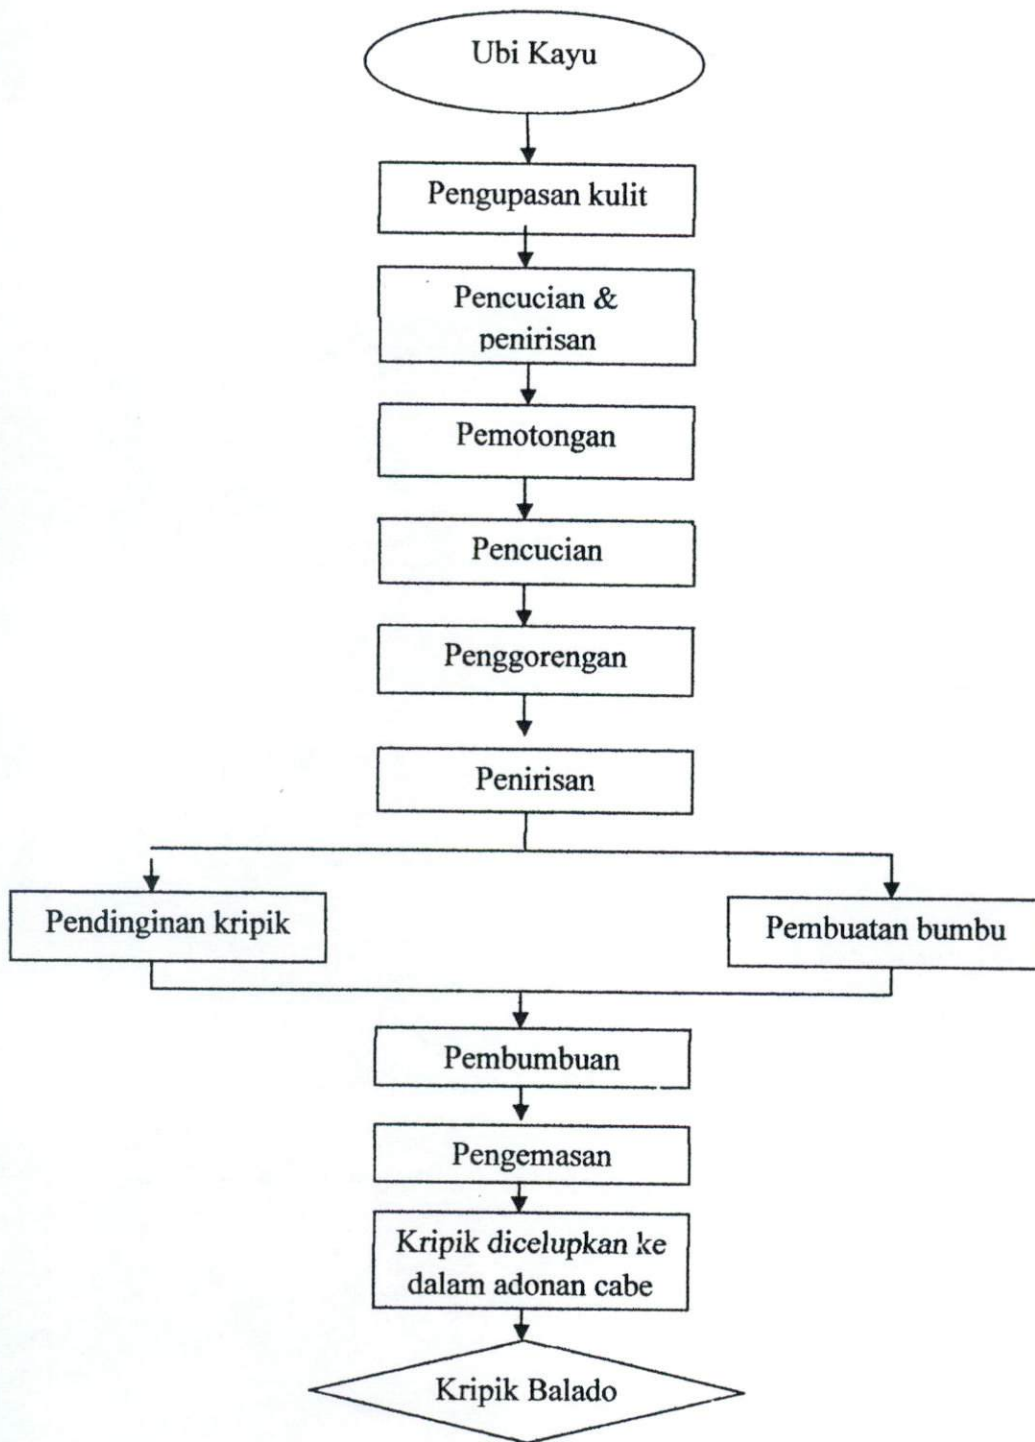 Ubi Kayu
Pengupasan kulit
Pencucian &
penirisan
Pemotongan
Pencucian
Penggorengan
Penirisan
Pendinginan kripik
Pembuatan bumbu
Pembumbuan
Pengemasan
Kripik dicelupkan ke
dalam adonan cabe
Kripik Balado